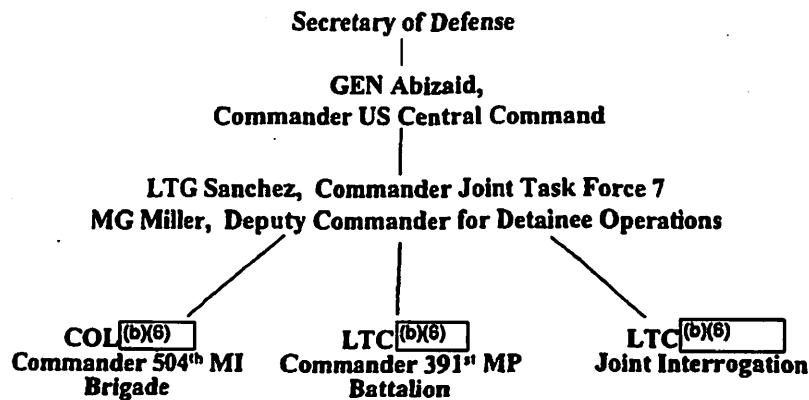 Secretary of Defense
GEN Abizaid,
Commander US Central Command
LTG Sanchez, Commander Joint Task Force 7
MG Miller, Deputy Commander for Detainee Operations
COL (b)(6)
Commander 504th MI
Brigade
LTC (b)(6)
Commander 391st MP
Battalion
LTC (b)(6)
Joint Interrogation